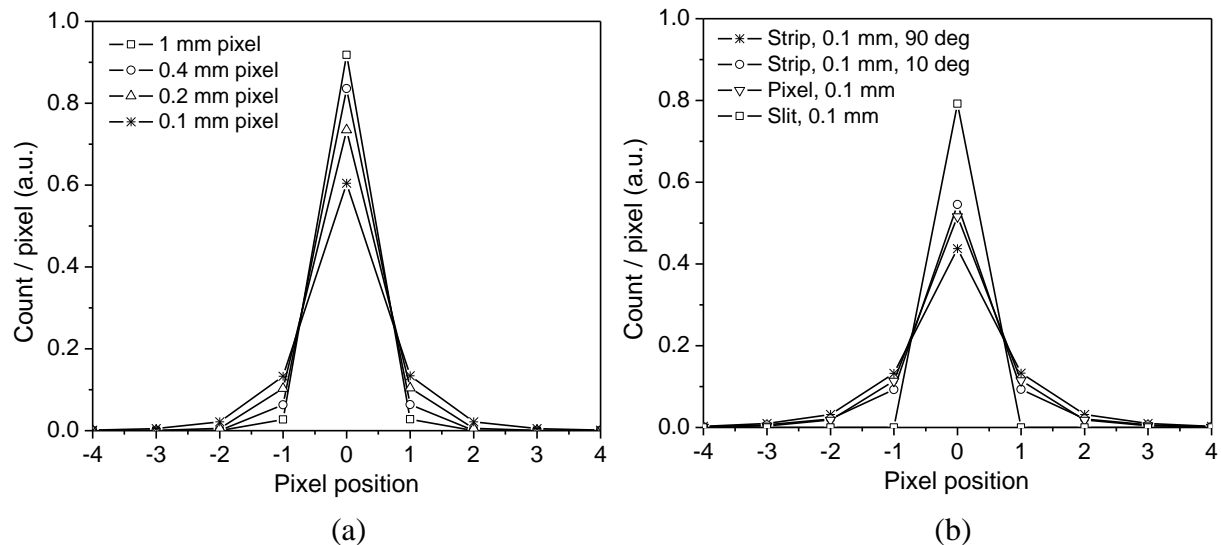 1.0
0.8
0.6
0.4
0.2
0.0
Count / pixel (a.u.)
1 mm pixel
0.4 mm pixel
0.2 mm pixel
0.1 mm pixel
-4 -3 -2 -1 0 1 2 3 4
Pixel position
(a)
1.0
0.8
0.6
0.4
0.2
0.0
Count / pixel (a.u.)
Strip, 0.1 mm, 90 deg
Strip, 0.1 mm, 10 deg
Pixel, 0.1 mm
Slit, 0.1 mm
-4 -3 -2 -1 0 1 2 3 4
Pixel position
(b)